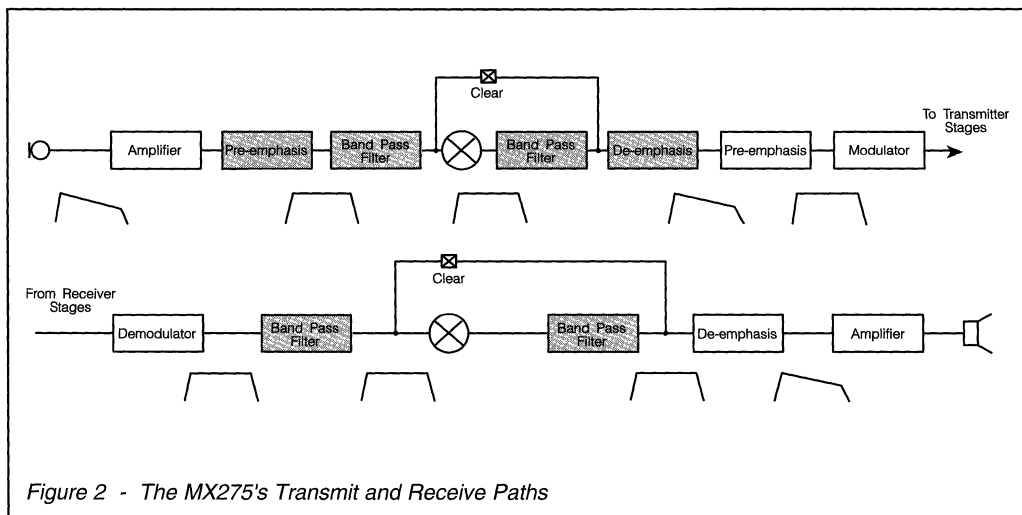 Clear
To Transmitter
Stages
Amplifier
Pre-emphasis
Band Pass
Filter
Band Pass
Filter
De-emphasis
Pre-emphasis
Modulator
Clear
From Receiver
Stages
Demodulator
Band Pass
Filter
Band Pass
Filter
De-emphasis
Amplifier
Figure 2 - The MX275's Transmit and Receive Paths